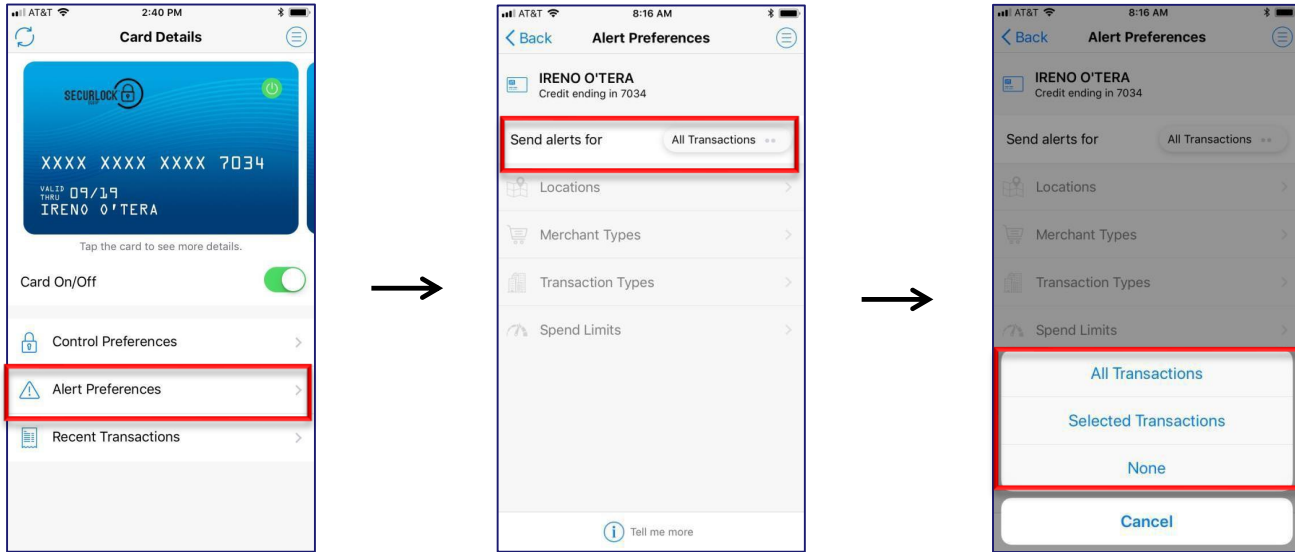 AT&T 2:40 PM
Card Details
SECURLOCK
XXXX XXXX XXXX 7034
VALID THRU 09/19
IRENO O'TERA
Tap the card to see more details.
Card On/Off
Control Preferences
Alert Preferences
Recent Transactions
AT&T 8:16 AM
Back Alert Preferences
IRENO O'TERA
Credit ending in 7034
Send alerts for All Transactions
Locations
Merchant Types
Transaction Types
Spend Limits
Tell me more
AT&T 8:16 AM
Back Alert Preferences
IRENO O'TERA
Credit ending in 7034
Send alerts for All Transactions
Locations
Merchant Types
Transaction Types
Spend Limits
All Transactions
Selected Transactions
None
Cancel